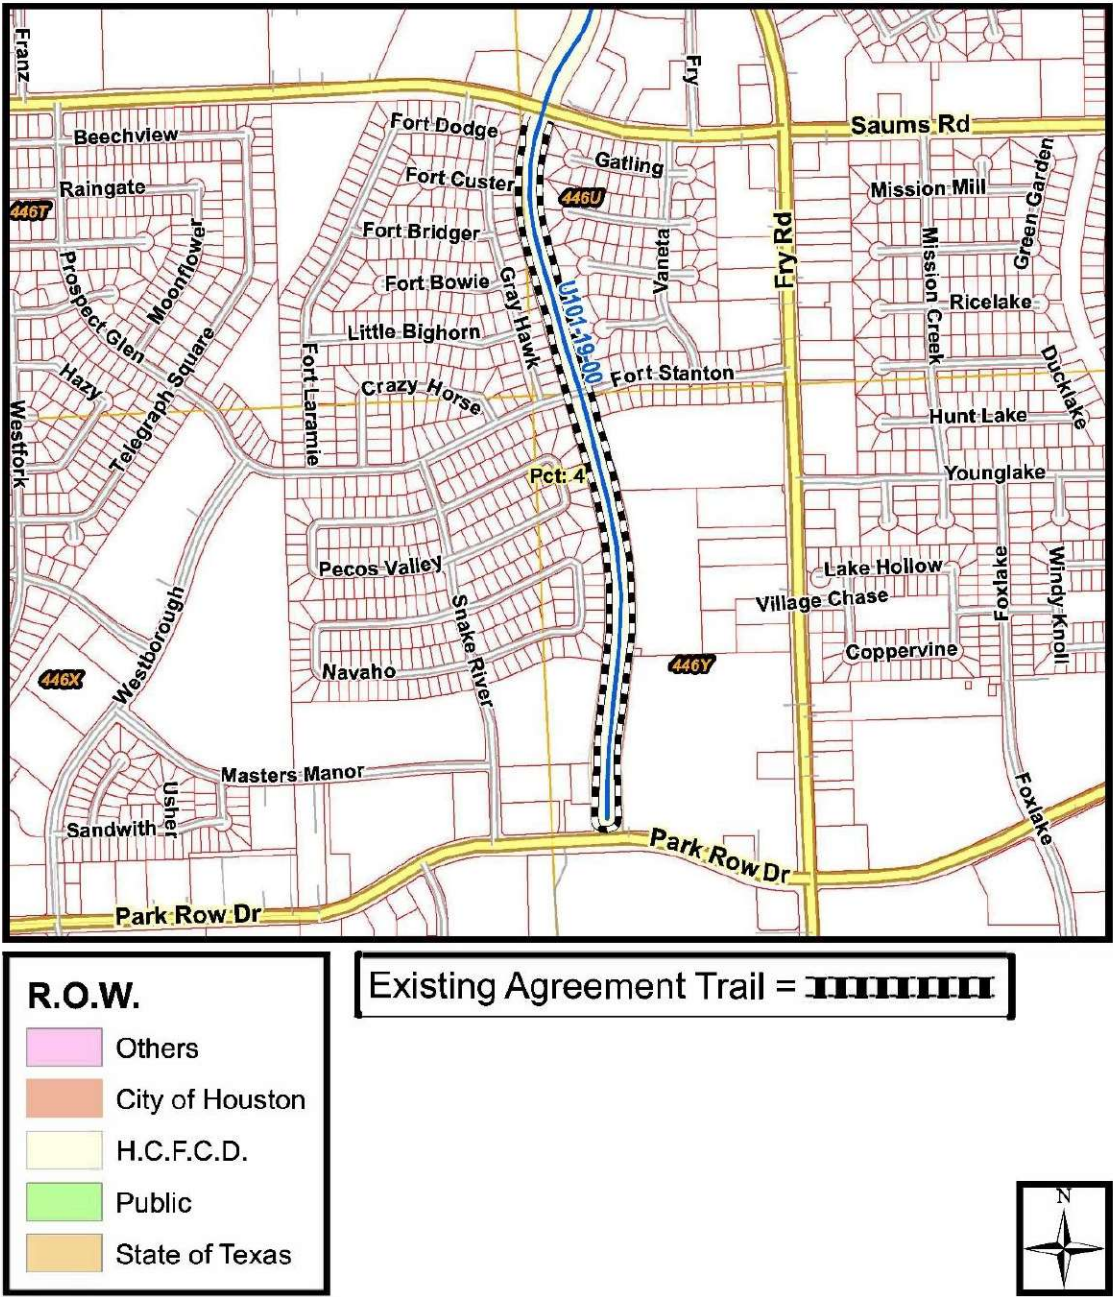 Franz
Fry
Beechview
Fort Dodge
Saums Rd
Gatling
Raingate
Fort Custer
Mission Mill
Green Garden
446T
446U
Moonflower
Fort Bridger
Vaneta
Fry Rd
Mission Creek
Prospect Glen
Fort Bowie
Gray Hawk
U101-19-00
Ricelake
Little Bighorn
Hazy
Telegraph Square
Fort Laramie
Crazy Horse
Fort Stanton
Ducklake
Westfork
Hunt Lake
Pct: 4
Younglake
Pecos Valley
Lake Hollow
Foxlake
Windy Knoll
Village Chase
Westborough
Snake River
Coppervine
446X
Navaho
446Y
Masters Manor
Usher
Sandwith
Foxlake
Park Row Dr
Park Row Dr
R.O.W.
Others
City of Houston
H.C.F.C.D.
Public
State of Texas
Existing Agreement Trail =
N